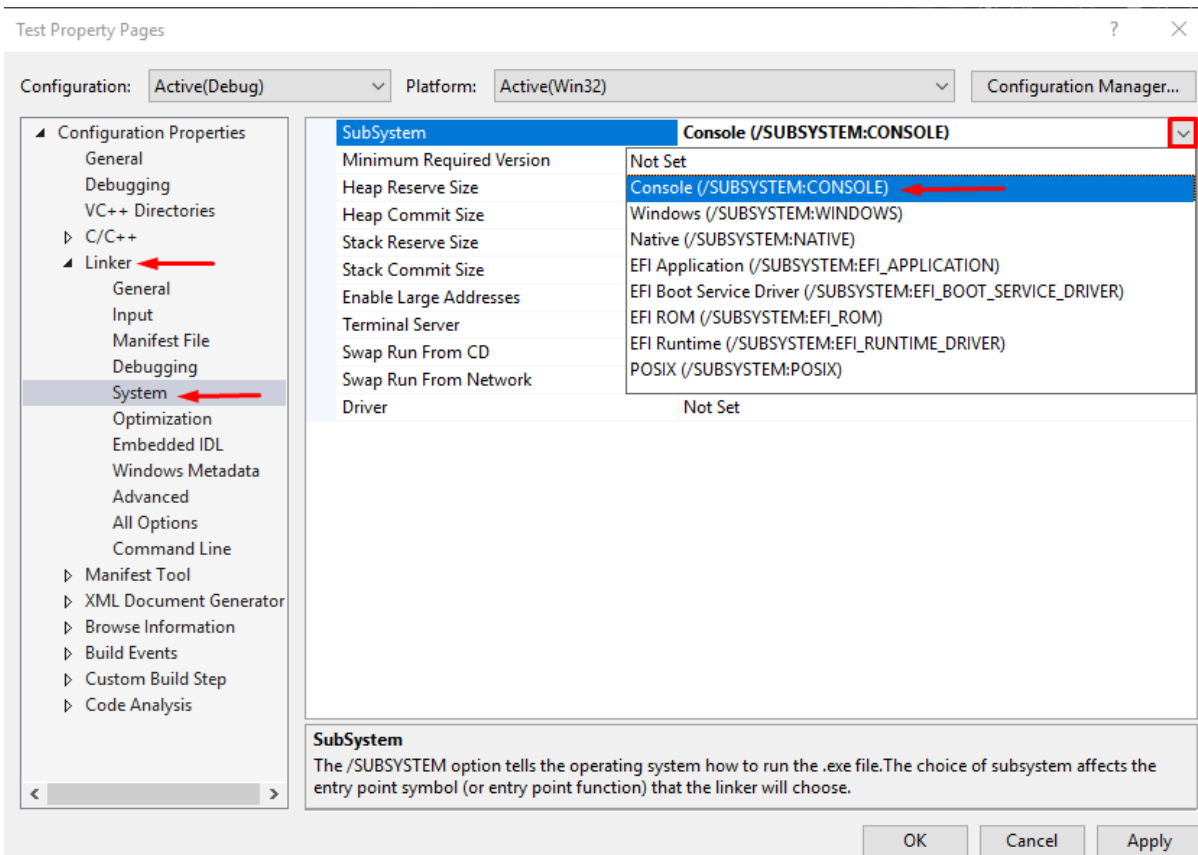 Test Property Pages
?
Configuration: Active(Debug) Platform: Active(Win32) Configuration Manager...
Configuration Properties
General
Debugging
VC++ Directories
C/C++
Linker
General
Input
Manifest File
Debugging
System
Optimization
Embedded IDL
Windows Metadata
Advanced
All Options
Command Line
Manifest Tool
XML Document Generator
Browse Information
Build Events
Custom Build Step
Code Analysis
SubSystem Console (/SUBSYSTEM:CONSOLE)
Minimum Required Version
Heap Reserve Size
Heap Commit Size
Stack Reserve Size
Stack Commit Size
Enable Large Addresses
Terminal Server
Swap Run From CD
Swap Run From Network
Driver Not Set
Not Set
Console (/SUBSYSTEM:CONSOLE)
Windows (/SUBSYSTEM:WINDOWS)
Native (/SUBSYSTEM:NATIVE)
EFI Application (/SUBSYSTEM:EFI_APPLICATION)
EFI Boot Service Driver (/SUBSYSTEM:EFI_BOOT_SERVICE_DRIVER)
EFI ROM (/SUBSYSTEM:EFI_ROM)
EFI Runtime (/SUBSYSTEM:EFI_RUNTIME_DRIVER)
POSIX (/SUBSYSTEM:POSIX)
SubSystem
The /SUBSYSTEM option tells the operating system how to run the .exe file.The choice of subsystem affects the
entry point symbol (or entry point function) that the linker will choose.
OK Cancel Apply